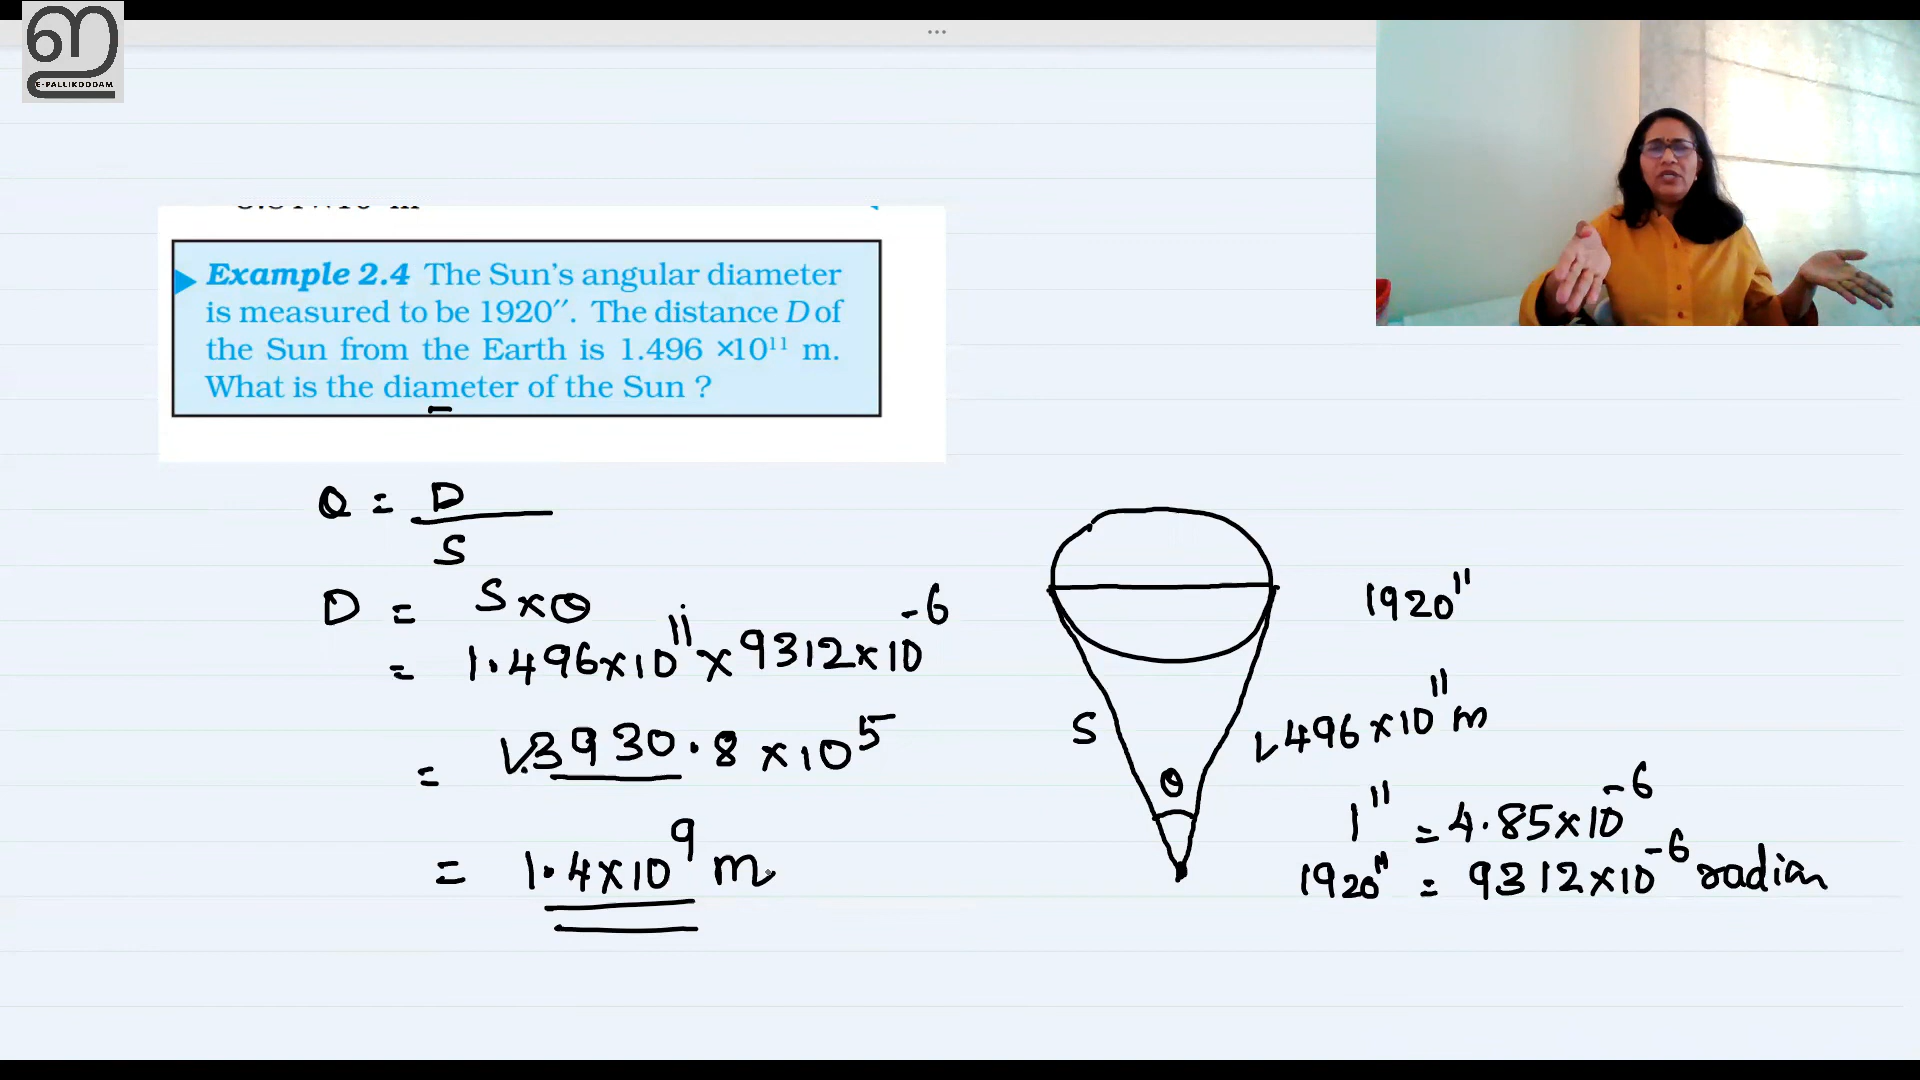 റ
E-PALLIKOODAM
Example 2.4 The Sun's angular diameter
is measured to be 1920″. The distance D of
the Sun from the Earth is 1.496 ×10¹¹ m.
What is the diameter of the Sun ?
θ = D
S
D = S×θ
= 1.496×10¹¹ × 9312×10⁻⁶
= 1.3930.8 ×10⁵
= 1.4×10⁹ m
1920"
S
1.496×10¹¹ m
θ
1" = 4.85×10⁻⁶
1920" = 9312×10⁻⁶ radian